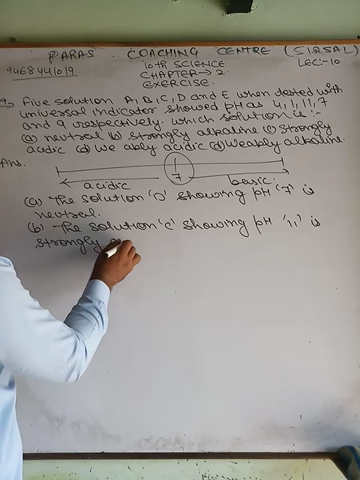 PARAS COACHING CENTRE (SIRSAL)
9468441019
10th SCIENCE
LEC:-10
CHAPTER→2
EXERCISE.
Five solution A,B,C,D and E when tested with
universal indicator showed pH as 4,1,11,7
and 9 respectively. which solution is :-
(a) neutral (b) strongly alkaline (c) strongly
acidic (d) weakly acidic (d) Weakly alkaline.
Ans.
7
acidic
basic
(a) The solution 'D' showing pH '7' is
neutral.
(b) The solution 'C' showing pH '11' is
strongly a